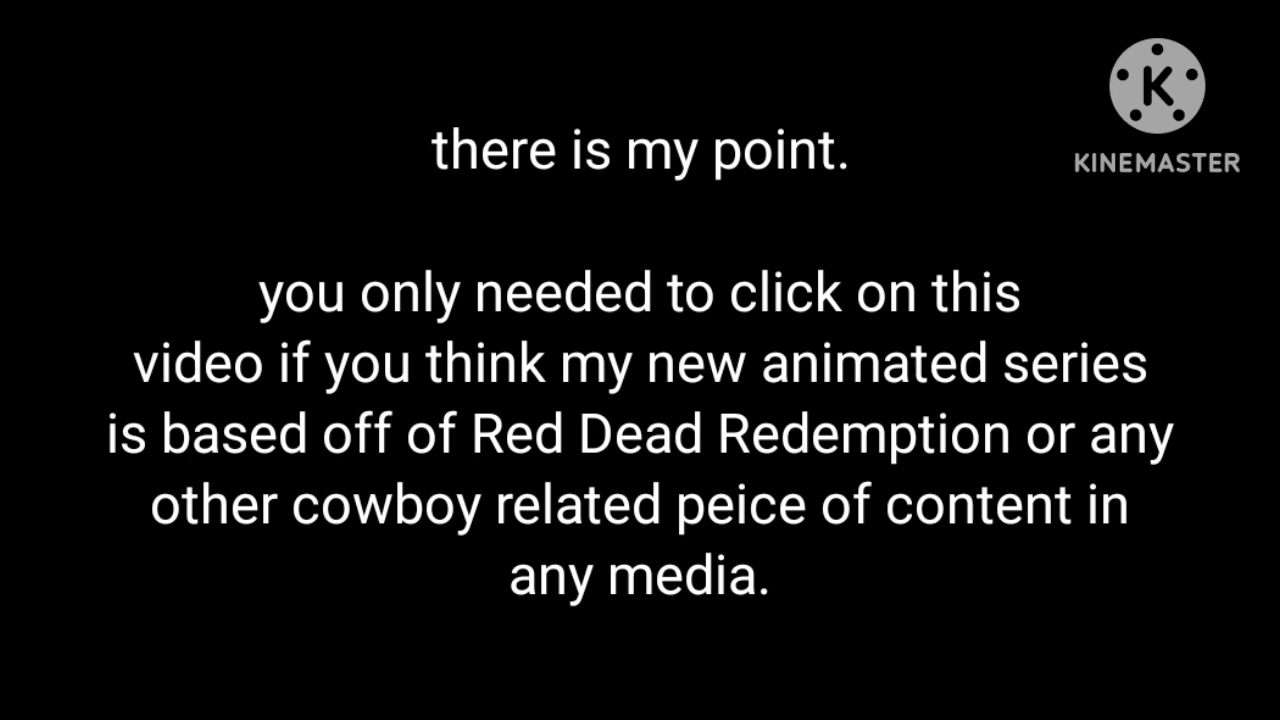 K
KINEMASTER
there is my point.
you only needed to click on this
video if you think my new animated series
is based off of Red Dead Redemption or any
other cowboy related peice of content in
any media.